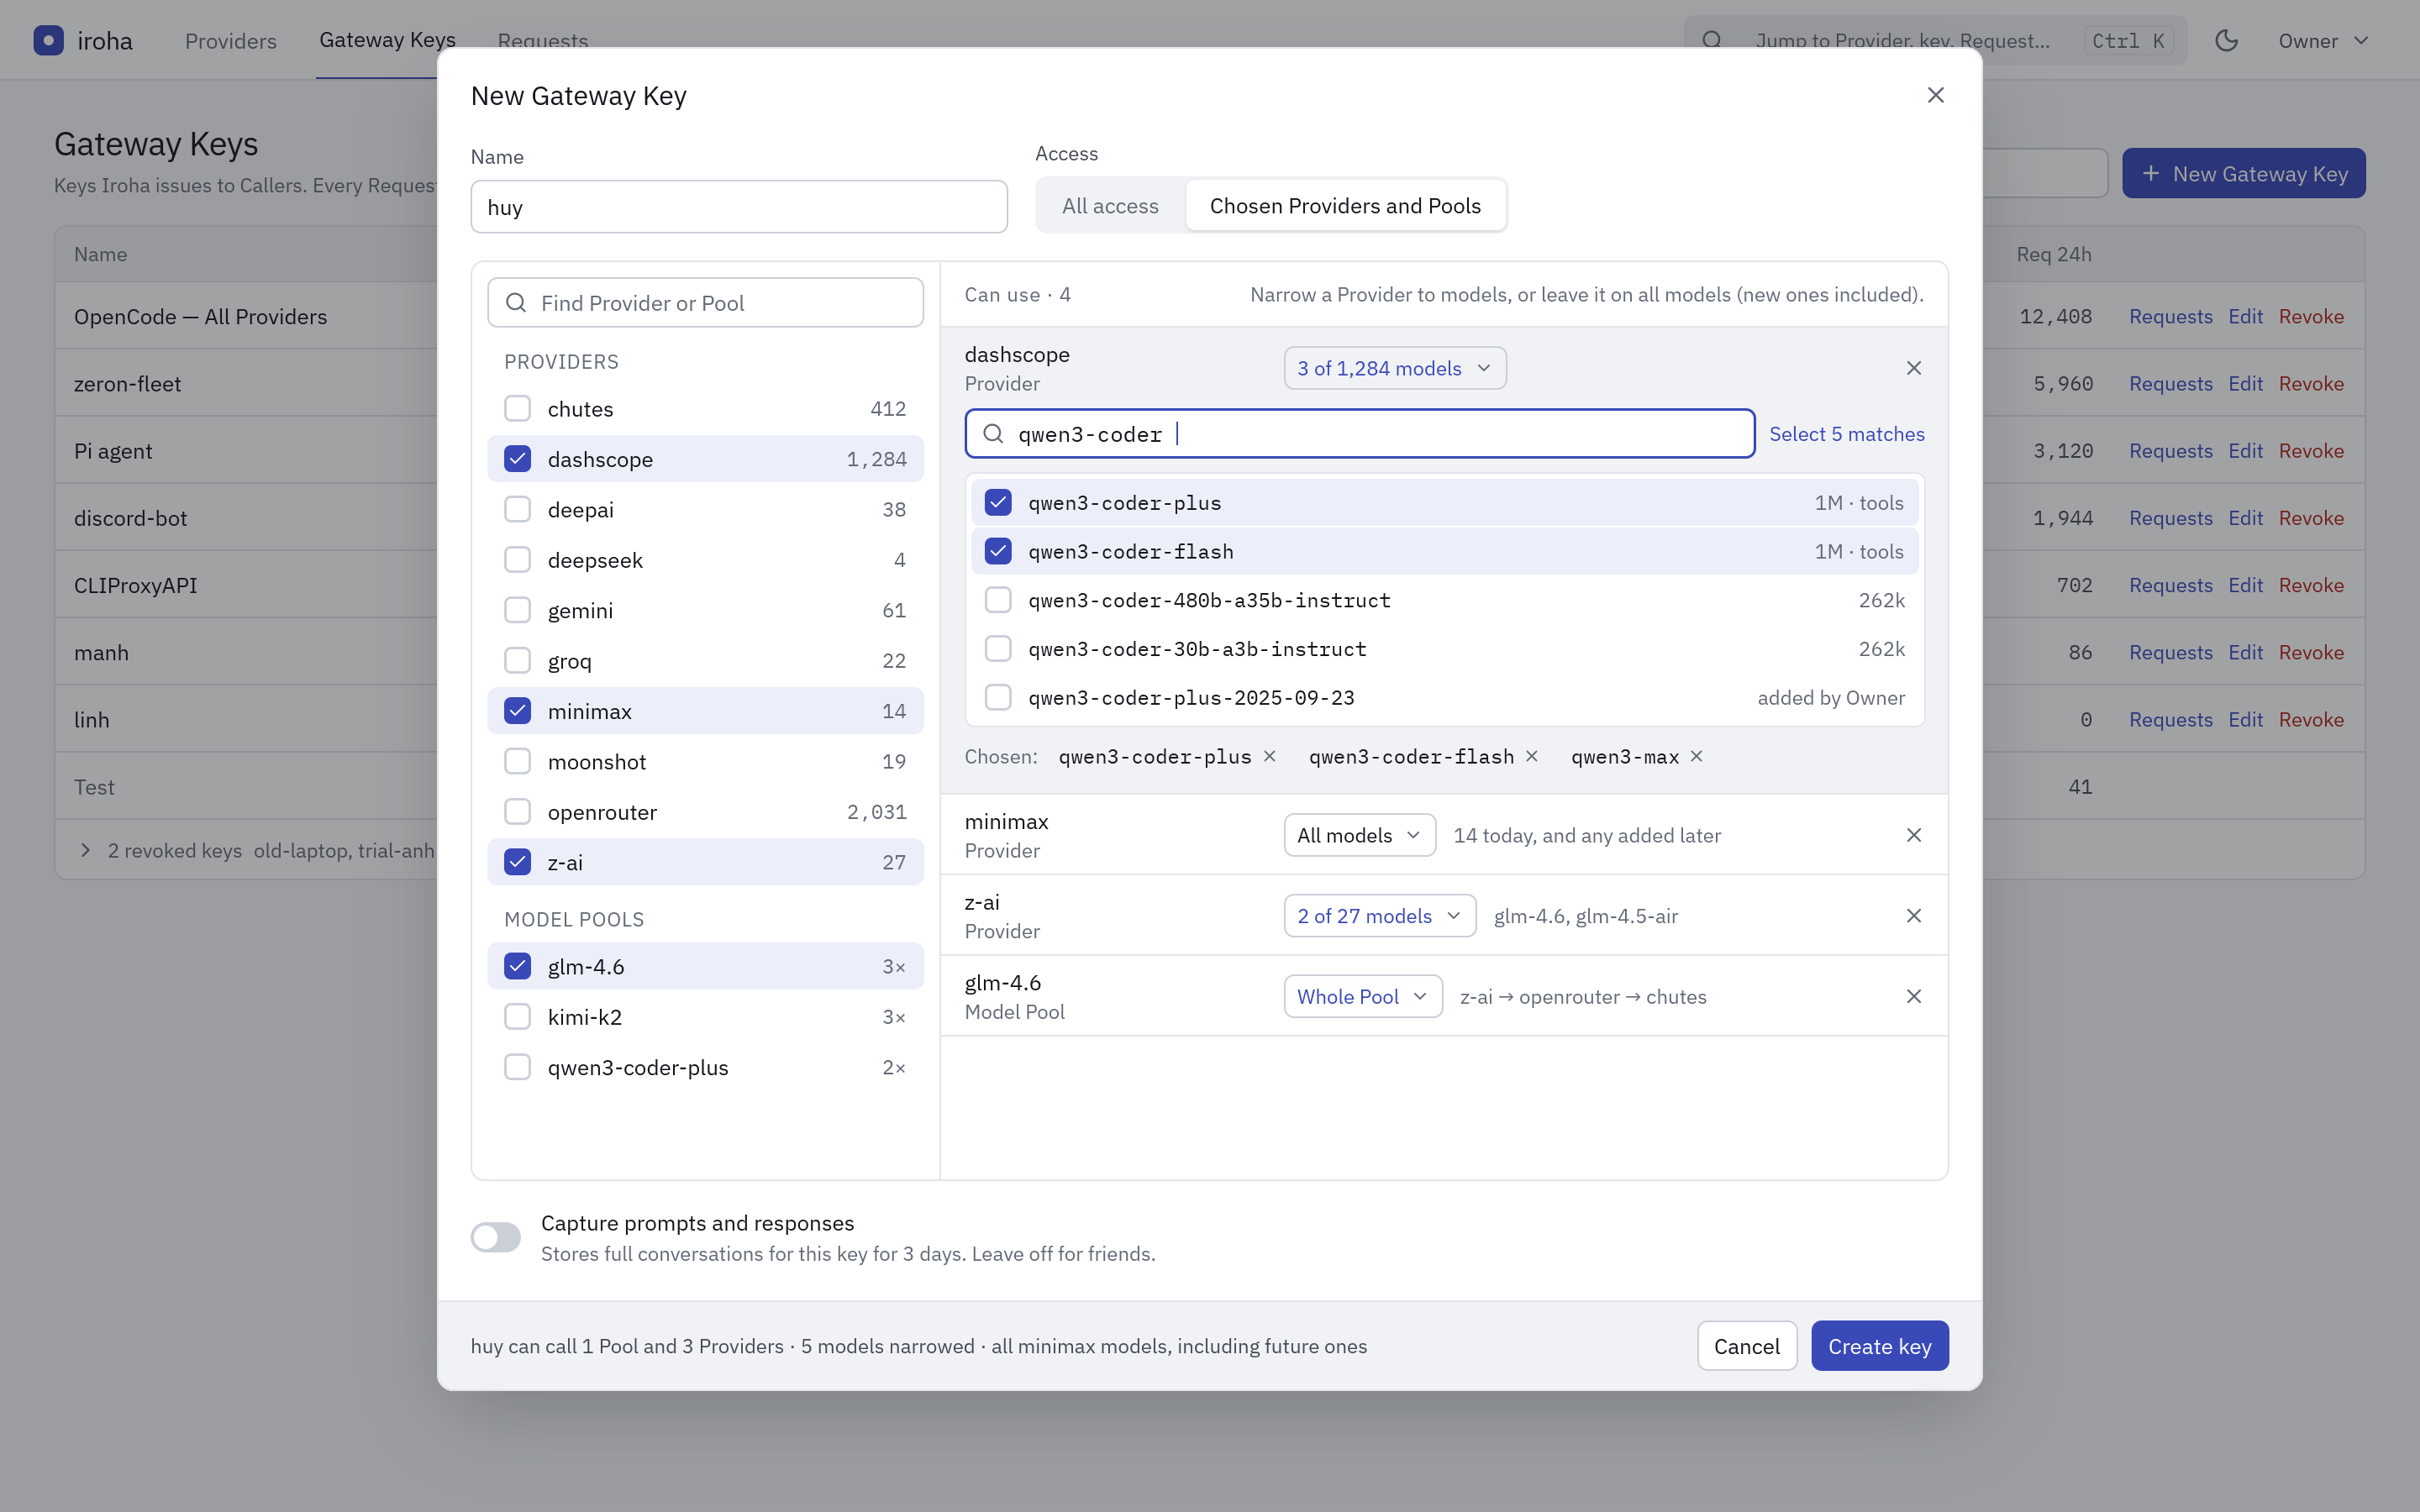 iroha Providers Gateway Keys Requests Jump to Provider, key, Request... Ctrl K Owner
Gateway Keys
Keys Iroha issues to Callers. Every Request
New Gateway Key
Name Req 24h
OpenCode — All Providers 12,408 Requests Edit Revoke
zeron-fleet 5,960 Requests Edit Revoke
Pi agent 3,120 Requests Edit Revoke
discord-bot 1,944 Requests Edit Revoke
CLIProxyAPI 702 Requests Edit Revoke
manh 86 Requests Edit Revoke
linh 0 Requests Edit Revoke
Test 41
2 revoked keys old-laptop, trial-anh
New Gateway Key
Name
huy
Access
All access Chosen Providers and Pools
Find Provider or Pool
PROVIDERS
chutes 412
dashscope 1,284
deepai 38
deepseek 4
gemini 61
groq 22
minimax 14
moonshot 19
openrouter 2,031
z-ai 27
MODEL POOLS
glm-4.6 3×
kimi-k2 3×
qwen3-coder-plus 2×
Can use · 4 Narrow a Provider to models, or leave it on all models (new ones included).
dashscope
Provider
3 of 1,284 models
qwen3-coder
Select 5 matches
qwen3-coder-plus 1M · tools
qwen3-coder-flash 1M · tools
qwen3-coder-480b-a35b-instruct 262k
qwen3-coder-30b-a3b-instruct 262k
qwen3-coder-plus-2025-09-23 added by Owner
Chosen: qwen3-coder-plus × qwen3-coder-flash × qwen3-max ×
minimax
Provider
All models 14 today, and any added later
z-ai
Provider
2 of 27 models glm-4.6, glm-4.5-air
glm-4.6
Model Pool
Whole Pool z-ai → openrouter → chutes
Capture prompts and responses
Stores full conversations for this key for 3 days. Leave off for friends.
huy can call 1 Pool and 3 Providers · 5 models narrowed · all minimax models, including future ones
Cancel Create key